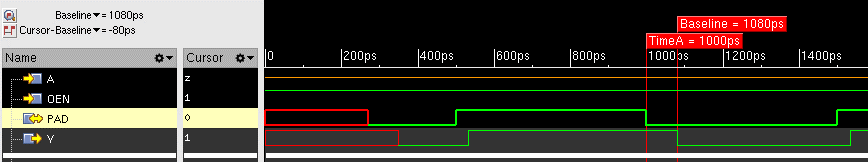 Baseline▼= 1080ps
Cursor-Baseline▼= -80ps
Baseline = 1080ps
TimeA = 1000ps
Name Cursor 0 200ps 400ps 600ps 800ps 1000ps 1200ps 1400ps
A z
OEN 1
PAD 0
Y 1